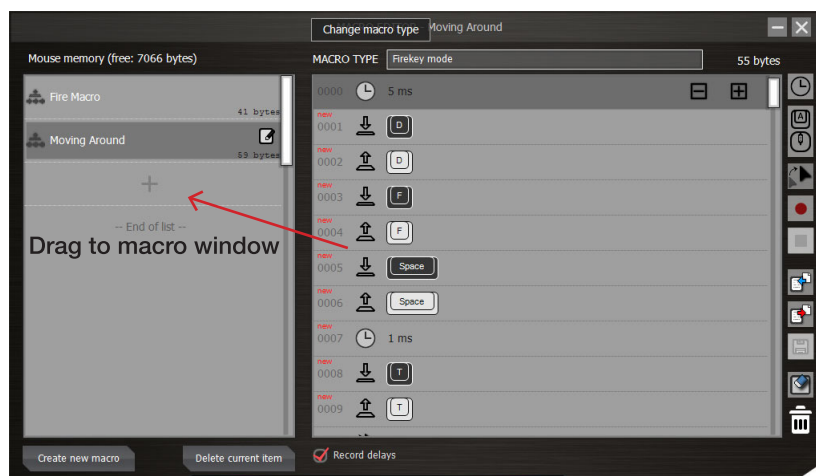 Change macro type
Moving Around
Mouse memory (free: 7066 bytes)
MACRO TYPE
Firekey mode
55 bytes
Fire Macro
41 bytes
Moving Around
59 bytes
+
-- End of list --
Drag to macro window
0000 5 ms
new
0001 D
new
0002 D
new
0003 F
new
0004 F
new
0005 Space
new
0006 Space
new
0007 1 ms
new
0008 T
new
0009 T
A
Create new macro
Delete current item
Record delays